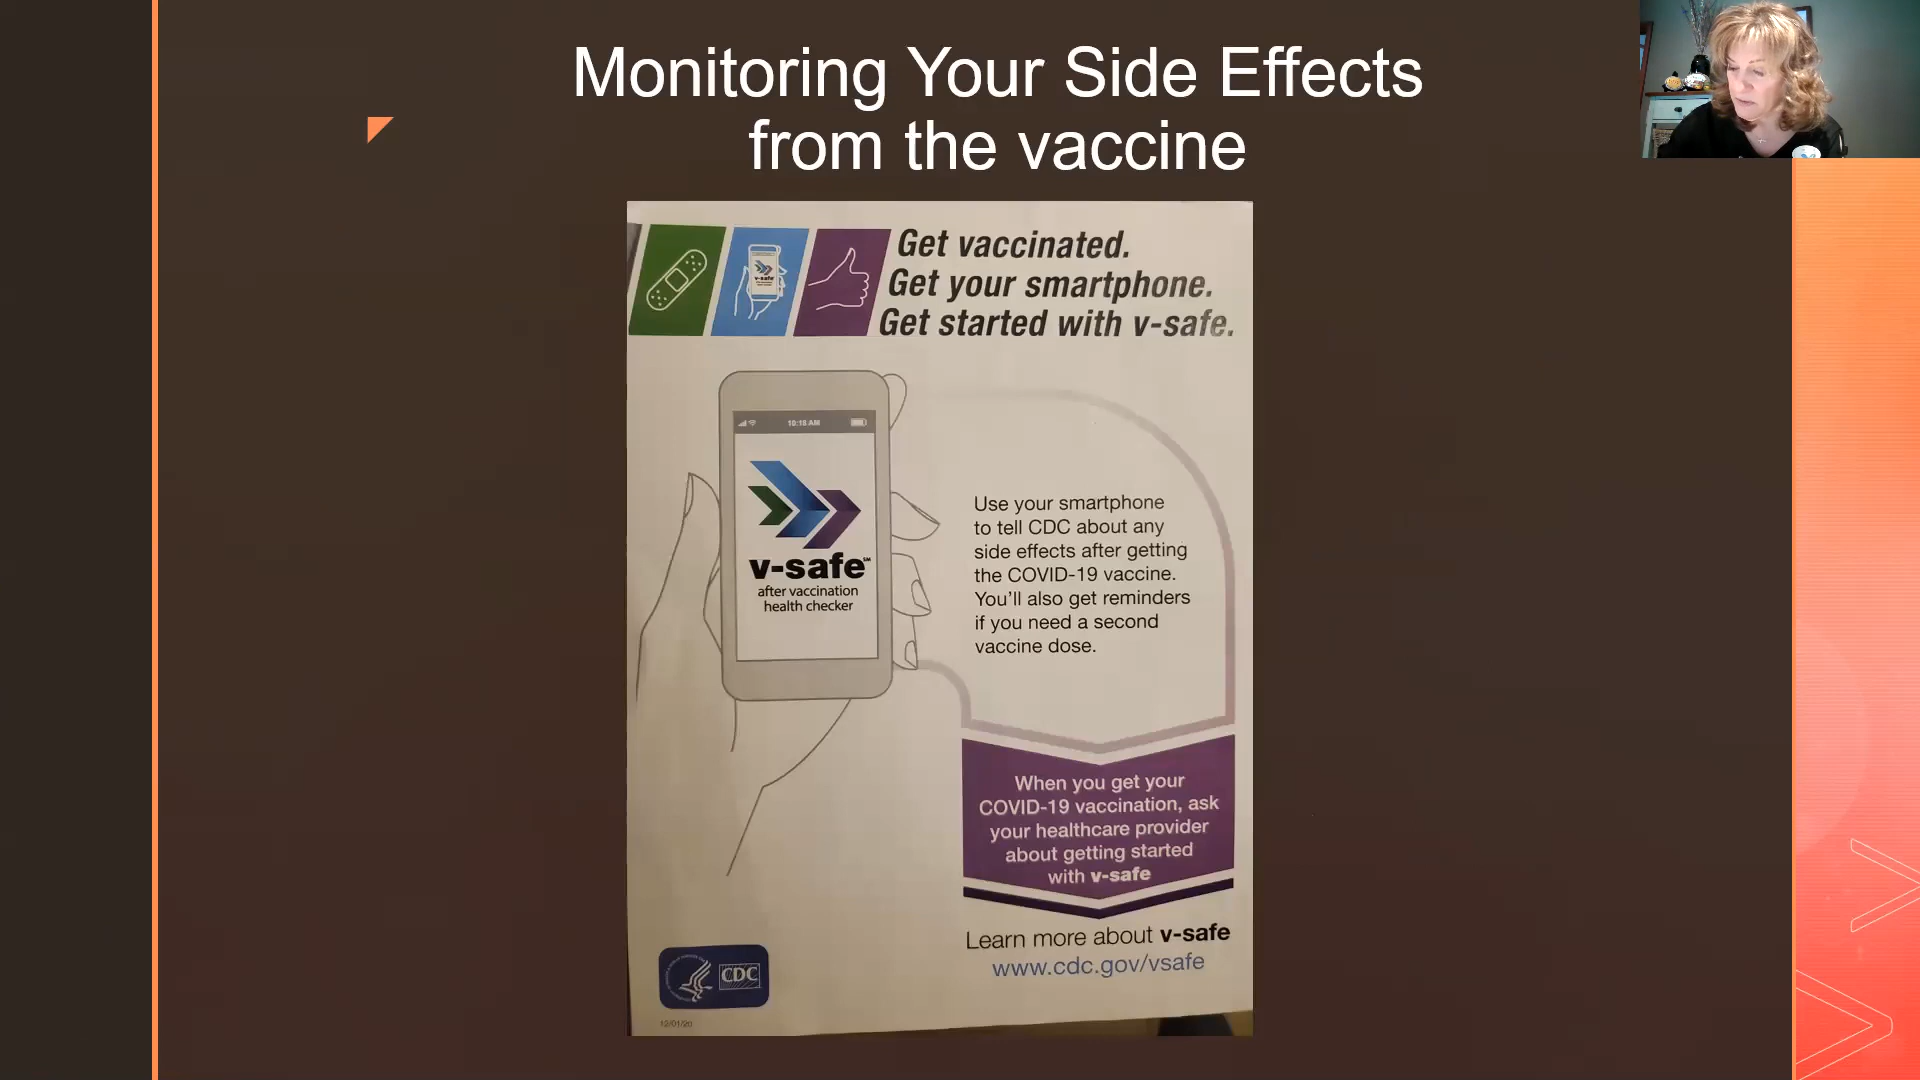 Monitoring Your Side Effects
from the vaccine
Get vaccinated.
Get your smartphone.
Get started with v-safe.
v-safe
10:18 AM
v-safe℠
after vaccination
health checker
Use your smartphone
to tell CDC about any
side effects after getting
the COVID-19 vaccine.
You'll also get reminders
if you need a second
vaccine dose.
When you get your
COVID-19 vaccination, ask
your healthcare provider
about getting started
with v-safe
Learn more about v-safe
www.cdc.gov/vsafe
CDC
12/01/20